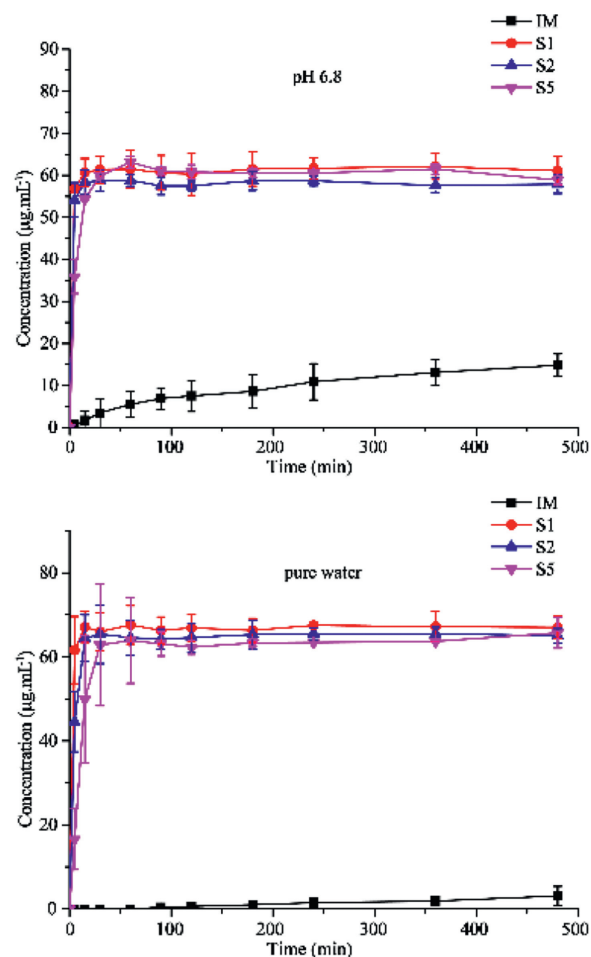 IM
S1
S2
S5
pH 6.8
90
80
70
60
50
40
30
20
10
0
Concentration (µg.mL⁻¹)
0 100 200 300 400 500
Time (min)
IM
S1
S2
S5
pure water
80
60
40
20
0
Concentration (µg.mL⁻¹)
0 100 200 300 400 500
Time (min)